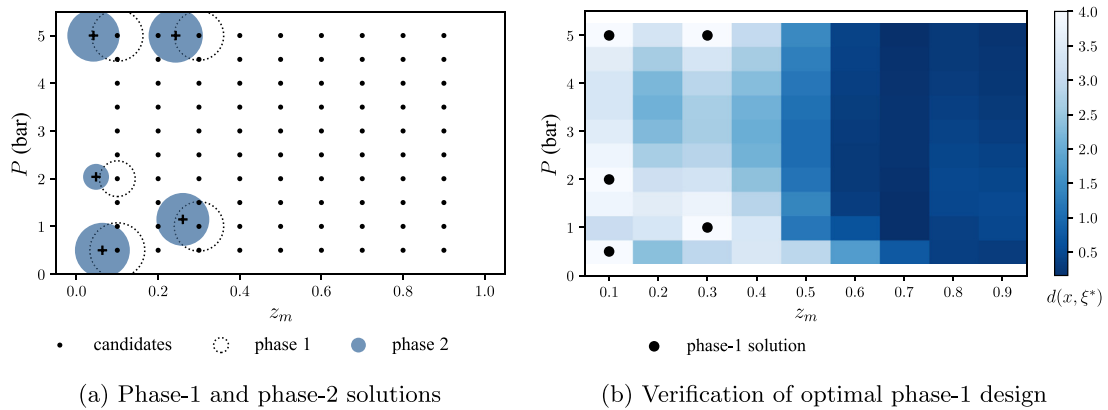 P (bar)
5
4
3
2
1
0
0.0 0.2 0.4 0.6 0.8 1.0
z_m
candidates phase 1 phase 2
(a) Phase-1 and phase-2 solutions
P (bar)
5
4
3
2
1
0
0.1 0.2 0.3 0.4 0.5 0.6 0.7 0.8 0.9
z_m
phase-1 solution
4.0
3.5
3.0
2.5
2.0
1.5
1.0
0.5
d(x, ξ*)
(b) Verification of optimal phase-1 design